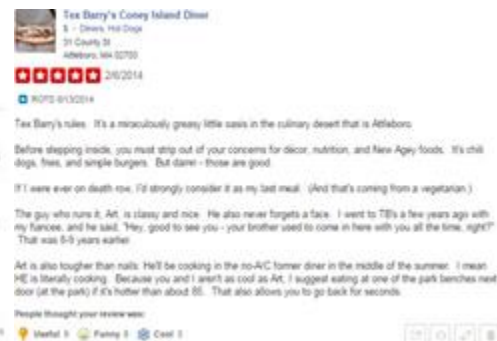 Tex Barry's Coney Island Diner
$ - Diners, Hot Dogs
31 County St
Attleboro, MA 02703
2/6/2014
ROTD 8/13/2014
Tex Barry's rules. It's a miraculously greasy little oasis in the culinary desert that is Attleboro.
Before stepping inside, you must strip out of your concerns for decor, nutrition, and New Agey foods. It's chili
dogs, fries, and simple burgers. But damn - those are good.
If I were ever on death row, I'd strongly consider it as my last meal. (And that's coming from a vegetarian.)
The guy who runs it, Art, is classy and nice. He also never forgets a face. I went to TB's a few years ago with
my fiancee, and he said, "Hey, good to see you - your brother used to come in here with you all the time, right?"
That was years earlier
Art is also tougher than nails. He'll be cooking in the no-A/C former diner in the middle of the summer. I mean
HE is literally cooking. Because you and I aren't as cool as Art, I suggest eating at one of the park benches next
door (at the park) if it's hotter than about 85. That also allows you to go back for seconds.
People thought your review was:
Useful Funny Cool